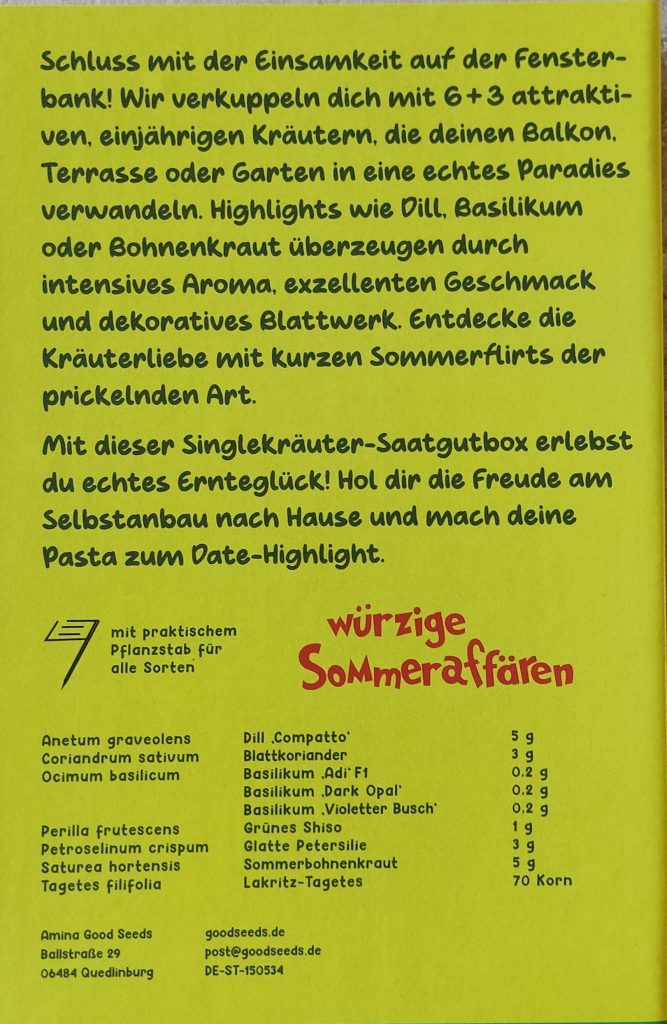 Schluss mit der Einsamkeit auf der Fenster-
bank! Wir verkuppeln dich mit 6+3 attrakti-
ven, einjährigen Kräutern, die deinen Balkon,
Terrasse oder Garten in eine echtes Paradies
verwandeln. Highlights wie Dill, Basilikum
oder Bohnenkraut überzeugen durch
intensives Aroma, exzellenten Geschmack
und dekoratives Blattwerk. Entdecke die
Kräuterliebe mit kurzen Sommerflirts der
prickelnden Art.
Mit dieser Singlekräuter-Saatgutbox erlebst
du echtes Ernteglück! Hol dir die Freude am
Selbstanbau nach Hause und mach deine
Pasta zum Date-Highlight.
mit praktischem
Pflanzstab für
alle Sorten
würzige
Sommeraffären
Anetum graveolens Dill ‚Compatto‘ 5 g
Coriandrum sativum Blattkoriander 3 g
Ocimum basilicum Basilikum ‚Adi‘ F1 0,2 g
Basilikum ‚Dark Opal‘ 0,2 g
Basilikum ‚Violetter Busch‘ 0,2 g
Perilla frutescens Grünes Shiso 1 g
Petroselinum crispum Glatte Petersilie 3 g
Saturea hortensis Sommerbohnenkraut 5 g
Tagetes filifolia Lakritz-Tagetes 70 Korn
Amina Good Seeds
Ballstraße 29
06484 Quedlinburg
goodseeds.de
post@goodseeds.de
DE-ST-150534